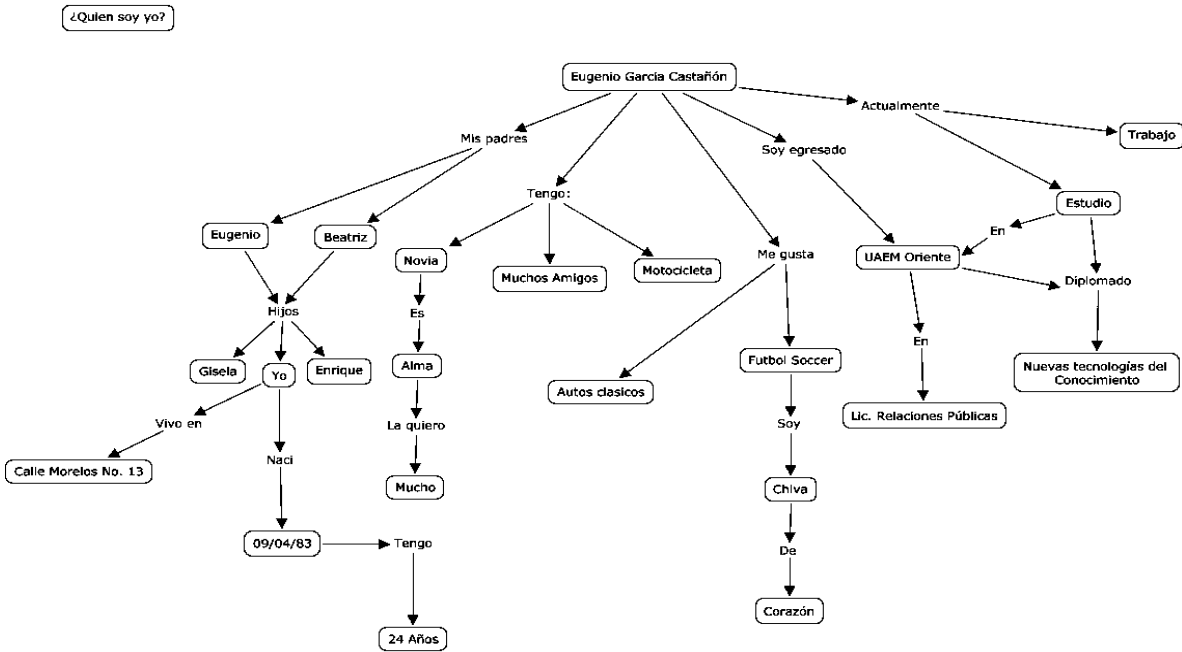 ¿Quien soy yo?
Eugenio Garcia Castañón
Actualmente
Trabajo
Mis padres
Soy egresado
Tengo:
Estudio
Eugenio
Beatriz
En
Novia
Muchos Amigos
Motocicleta
Me gusta
UAEM Oriente
Diplomado
Hijos
Es
En
Gisela
Yo
Enrique
Alma
Autos clasicos
Futbol Soccer
Nuevas tecnologías del
Conocimiento
Lic. Relaciones Públicas
Vivo en
La quiero
Soy
Calle Morelos No. 13
Naci
Mucho
Chiva
09/04/83
Tengo
De
Corazón
24 Años